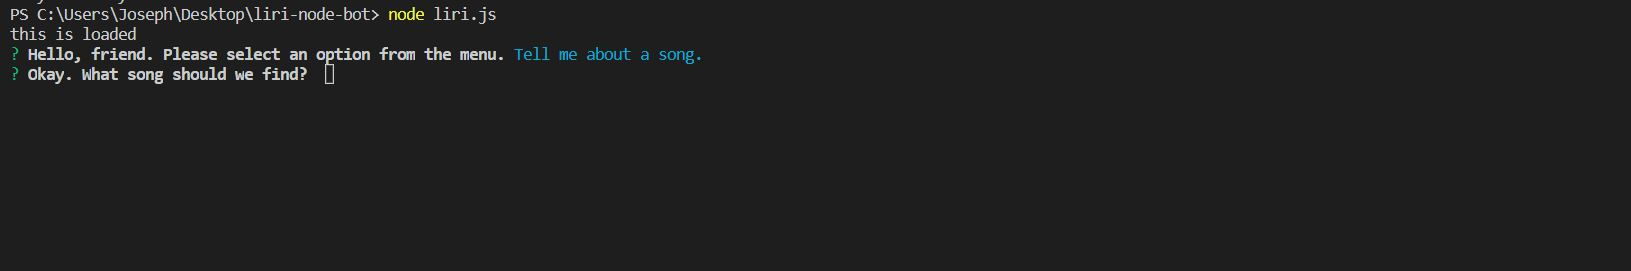 PS C:\Users\Joseph\Desktop\liri-node-bot> node liri.js
this is loaded
? Hello, friend. Please select an option from the menu. Tell me about a song.
? Okay. What song should we find?